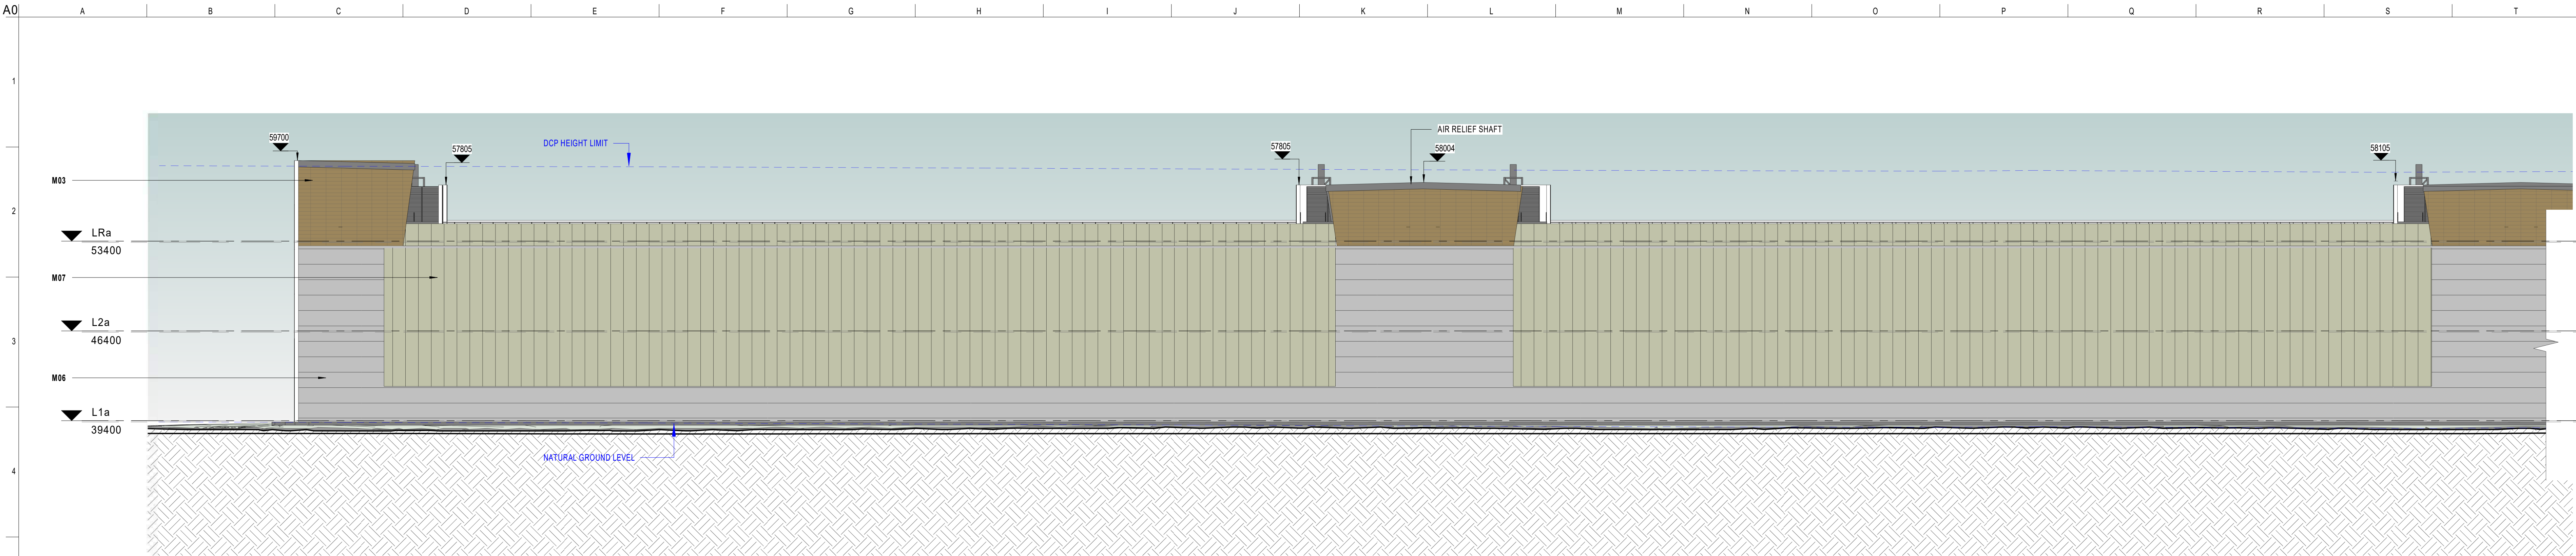 A0
A B C D E F G H I J K L M N O P Q R S T
1
59700
DCP HEIGHT LIMIT
57805
57805
AIR RELIEF SHAFT
58004
58105
M03
2
LRa
53400
M07
L2a
46400
3
M06
L1a
39400
NATURAL GROUND LEVEL
4